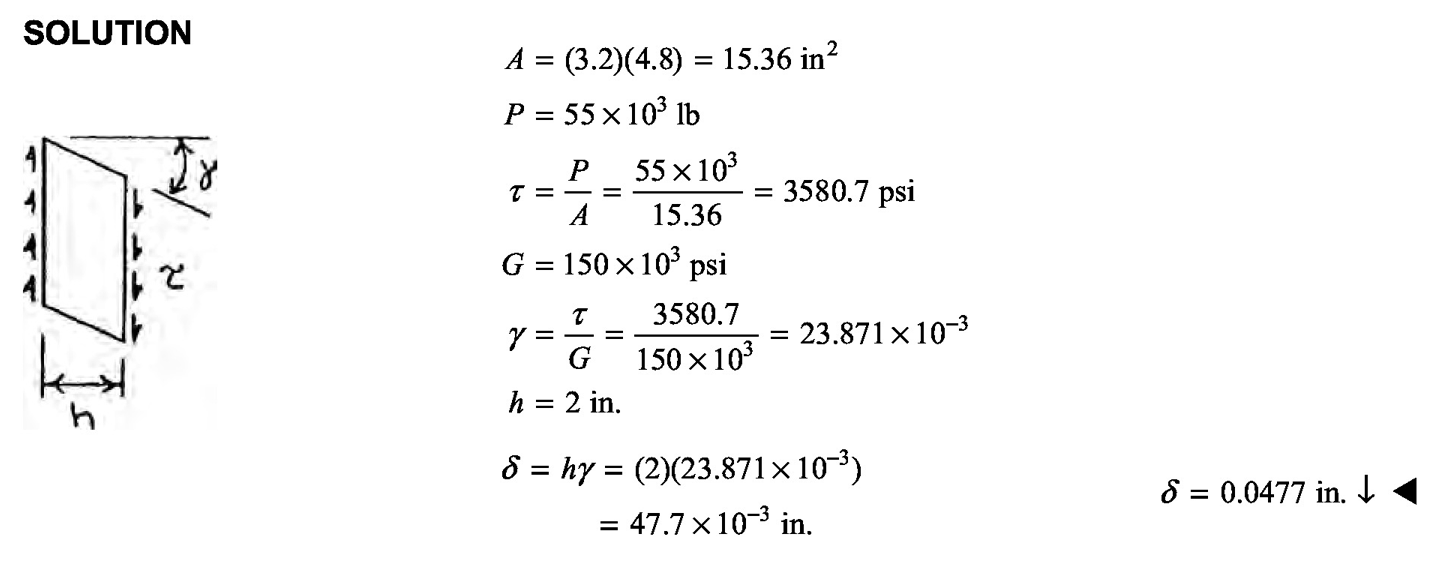 SOLUTION
A = (3.2)(4.8) = 15.36 in²
P = 55 × 10³ lb
τ = P/A = 55 × 10³/15.36 = 3580.7 psi
G = 150 × 10³ psi
γ = τ/G = 3580.7/150 × 10³ = 23.871 × 10⁻³
h = 2 in.
δ = hγ = (2)(23.871 × 10⁻³)
= 47.7 × 10⁻³ in.
δ = 0.0477 in. ↓ ◀
γ
τ
h